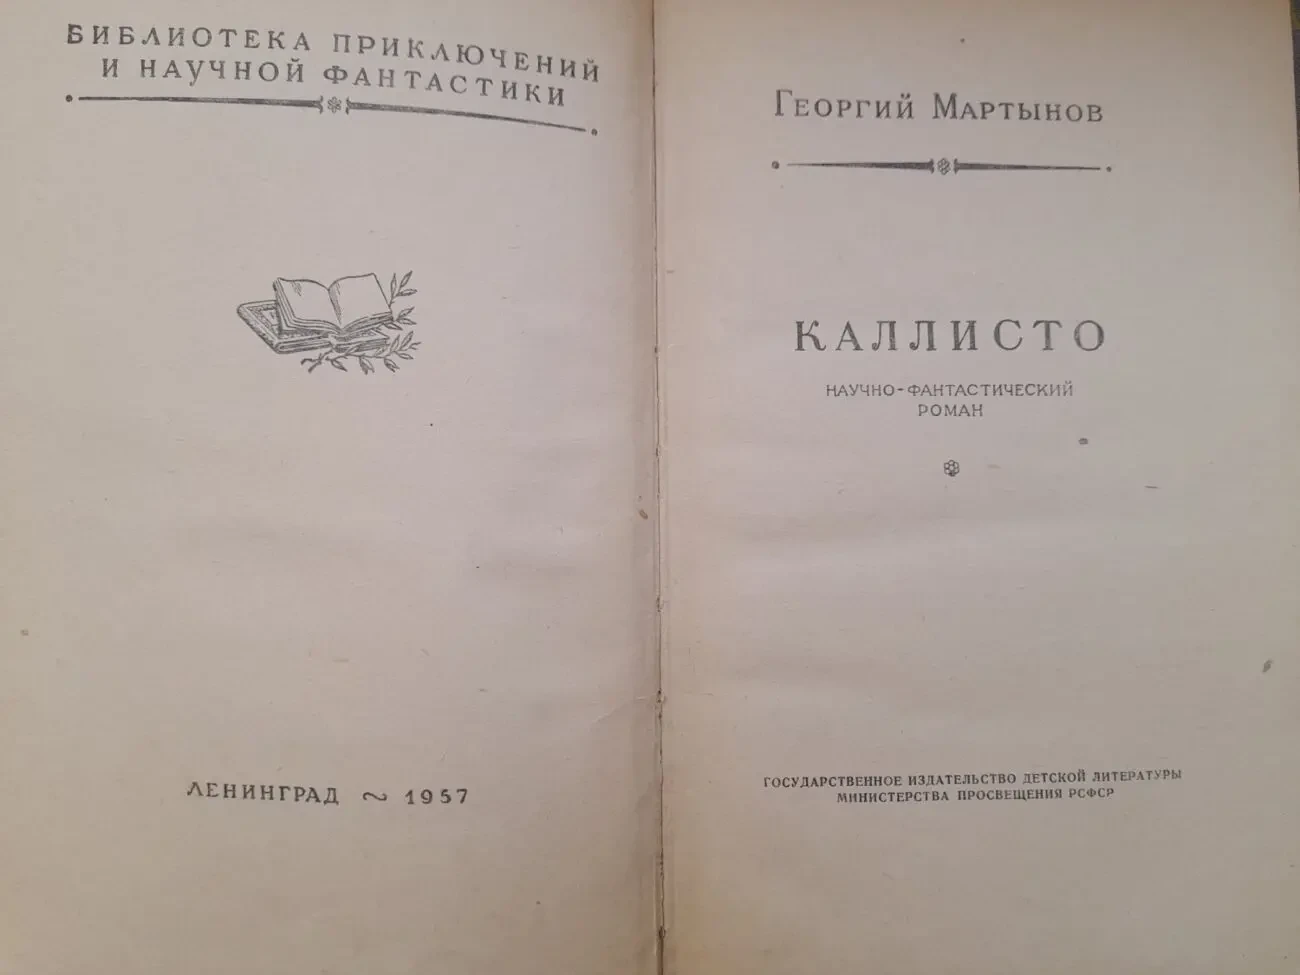 БИБЛИОТЕКА ПРИКЛЮЧЕНИЙ
И НАУЧНОЙ ФАНТАСТИКИ
ЛЕНИНГРАД ~ 1957
ГЕОРГИЙ МАРТЫНОВ
КАЛЛИСТО
НАУЧНО-ФАНТАСТИЧЕСКИЙ
РОМАН
ГОСУДАРСТВЕННОЕ ИЗДАТЕЛЬСТВО ДЕТСКОЙ ЛИТЕРАТУРЫ
МИНИСТЕРСТВА ПРОСВЕЩЕНИЯ РСФСР